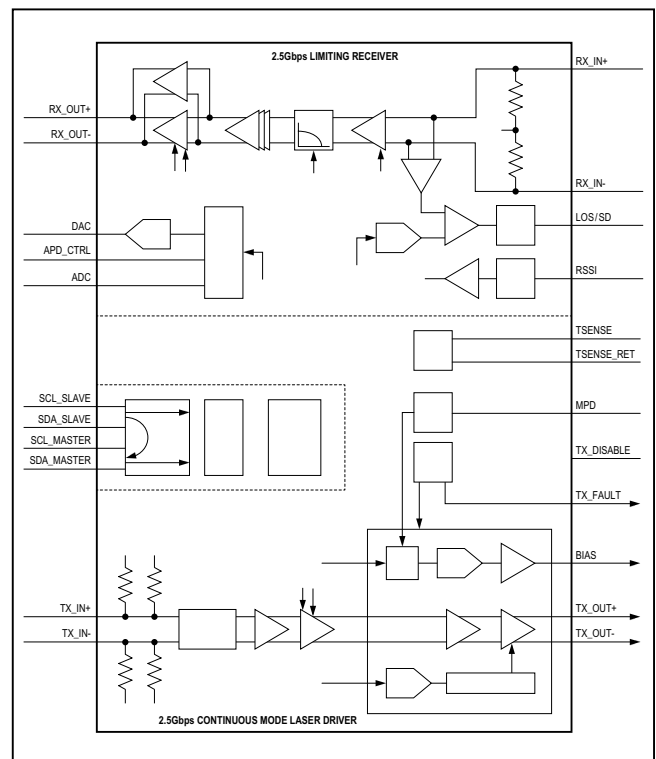 2.5Gbps LIMITING RECEIVER
RX_IN+
RX_OUT+
RX_OUT-
RX_IN-
DAC
LOS/SD
APD_CTRL
ADC
RSSI
TSENSE
TSENSE_RET
SCL_SLAVE
MPD
SDA_SLAVE
SCL_MASTER
TX_DISABLE
SDA_MASTER
TX_FAULT
BIAS
TX_IN+
TX_OUT+
TX_IN-
TX_OUT-
2.5Gbps CONTINUOUS MODE LASER DRIVER